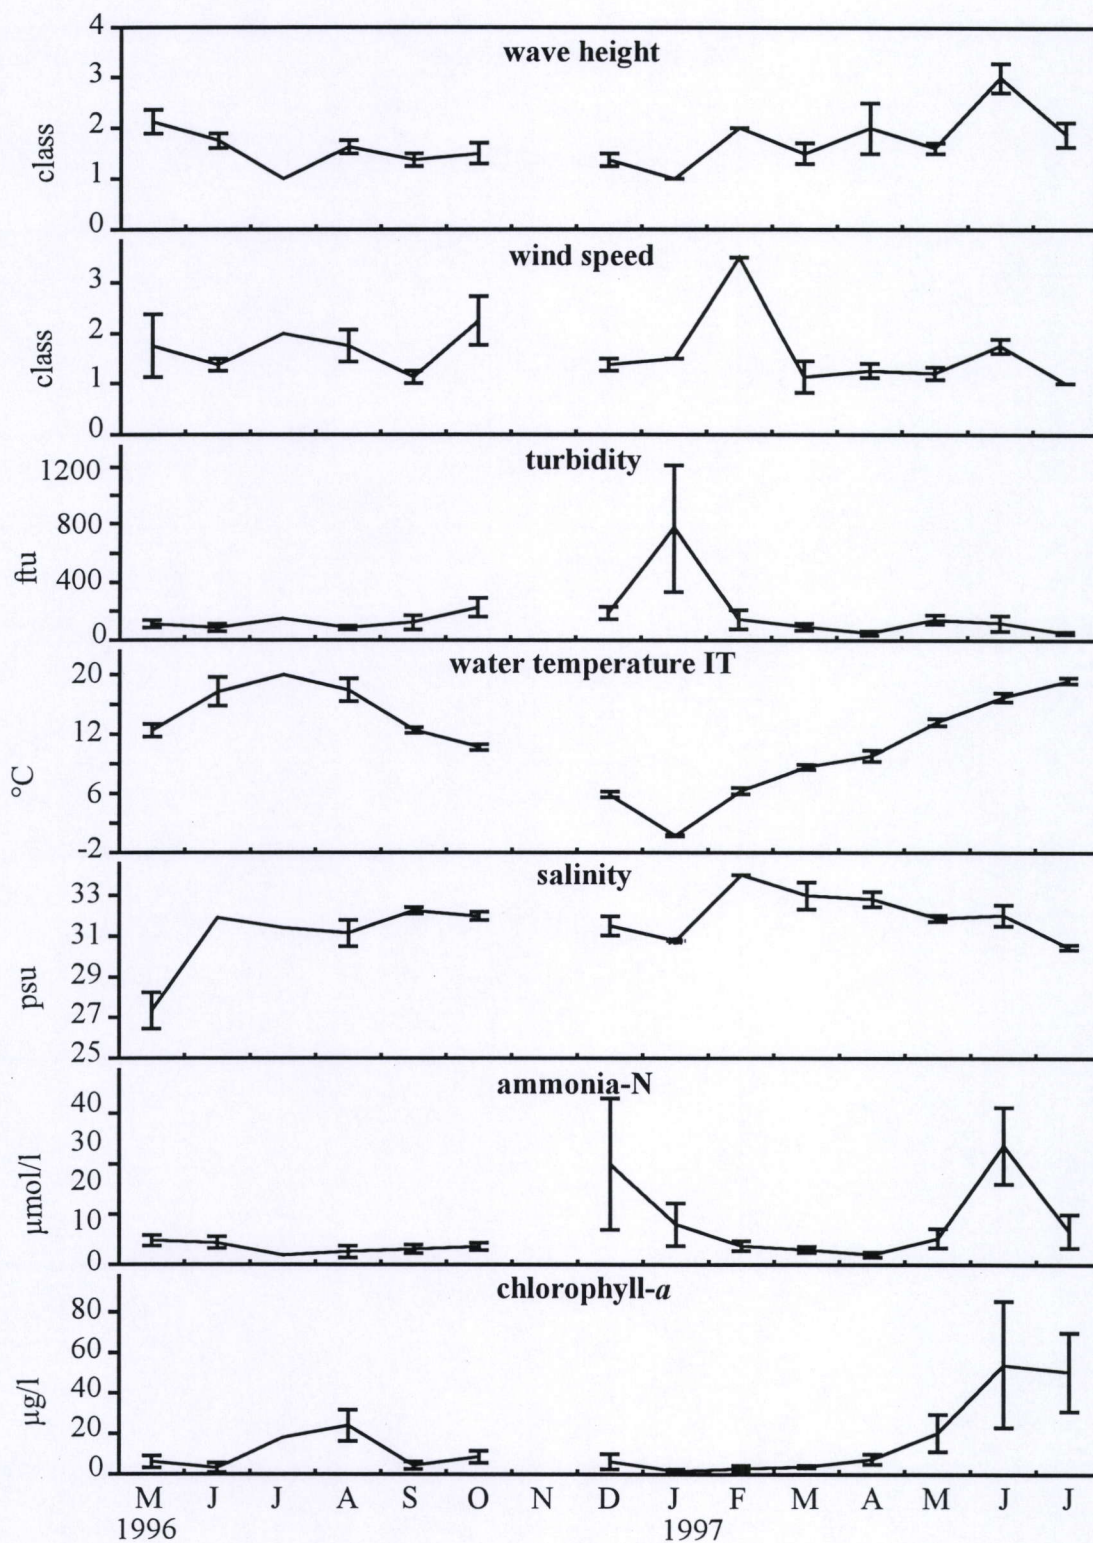 wave height
4
3
2
1
0
class
wind speed
3
2
1
0
class
turbidity
1200
800
400
0
ftu
water temperature IT
20
12
6
-2
°C
salinity
33
31
29
27
25
psu
ammonia-N
40
30
20
10
0
µmol/l
chlorophyll-a
80
60
40
20
0
µg/l
M J J A S O N D J F M A M J J
1996 1997